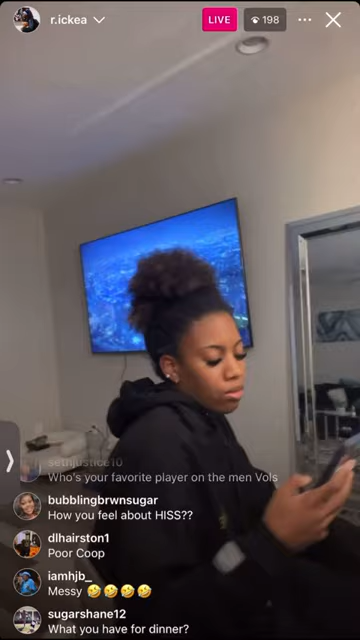 r.ickea
LIVE
198
sethjustice10
Who's your favorite player on the men Vols
bubblingbrwnsugar
How you feel about HISS??
dlhairston1
Poor Coop
iamhjb_
Messy 🤣🤣🤣🤣
sugarshane12
What you have for dinner?